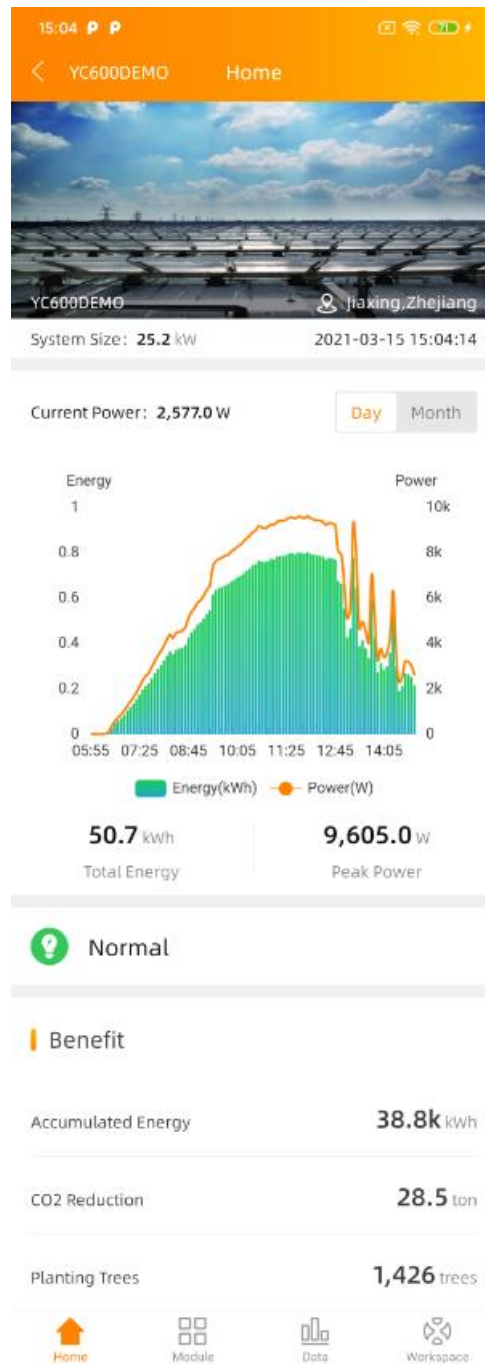 15:04 P P 71
YC600DEMO Home
YC600DEMO Jiaxing,Zhejiang
System Size: 25.2 kW 2021-03-15 15:04:14
Current Power: 2,577.0 W Day Month
Energy Power
1 10k
0.8 8k
0.6 6k
0.4 4k
0.2 2k
0 0
05:55 07:25 08:45 10:05 11:25 12:45 14:05
Energy(kWh) Power(W)
50.7 kWh 9,605.0 W
Total Energy Peak Power
Normal
Benefit
Accumulated Energy 38.8k kWh
CO2 Reduction 28.5 ton
Planting Trees 1,426 trees
Home Module Data Workspace